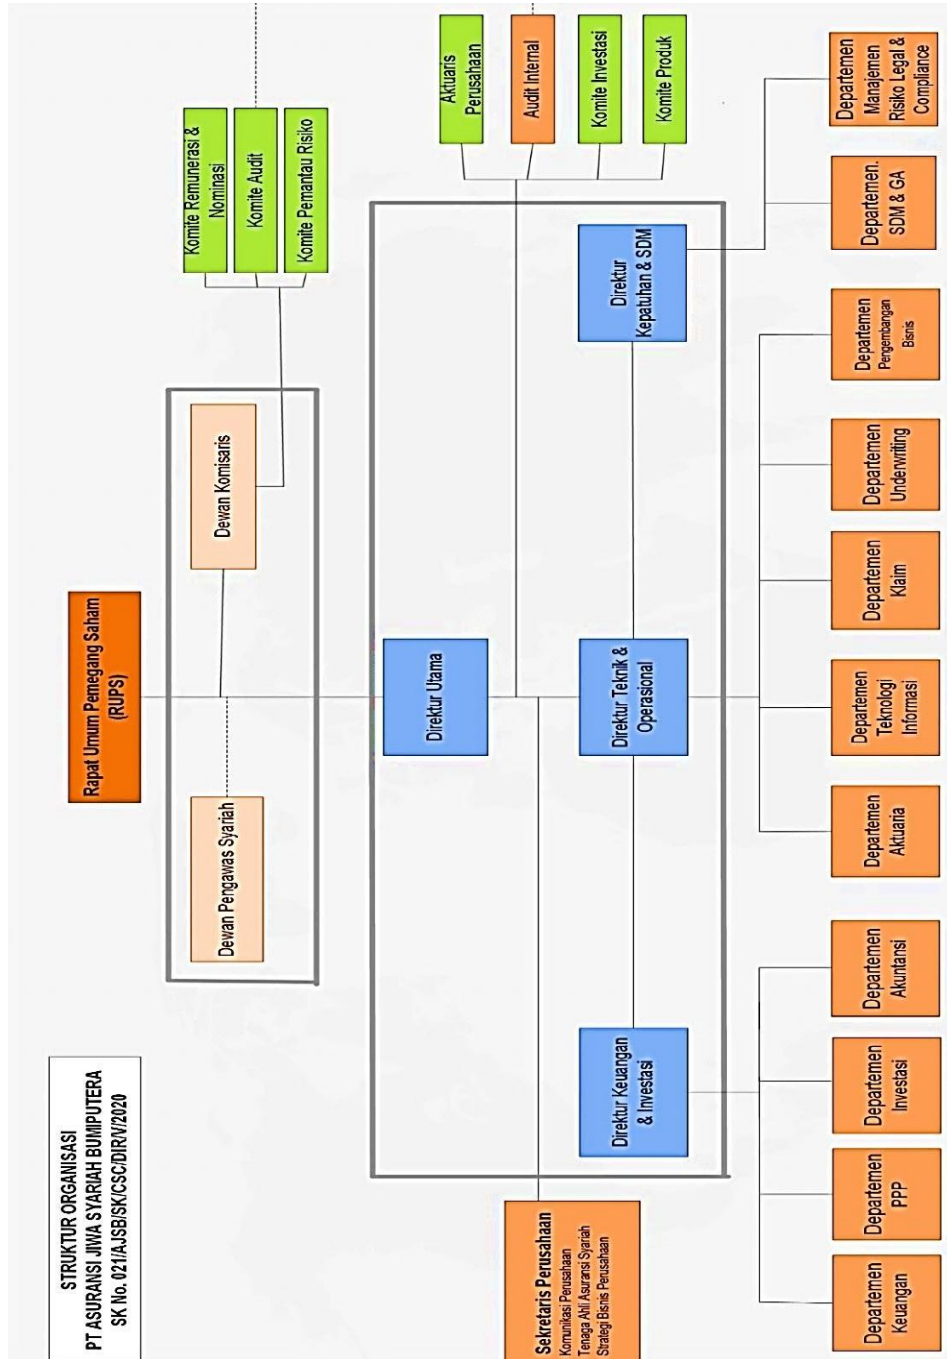 STRUKTUR ORGANISASI
PT ASURANSI JIWA SYARIAH BUMIPUTERA
SK No. 021/AJSB/SK/CSC/DIR/V/2020
Rapat Umum Pemegang Saham
(RUPS)
Dewan Pengawas Syariah
Dewan Komisaris
Komite Remunerasi &
Nominasi
Komite Audit
Komite Pemantau Risiko
Direktur Utama
Aktuaris
Perusahaan
Audit Internal
Komite Investasi
Komite Produk
Sekretaris Perusahaan
Komunikasi Perusahaan
Tenaga Ahli Asuransi Syariah
Strategi Bisnis Perusahaan
Direktur Keuangan
& Investasi
Direktur Teknik &
Operasional
Direktur
Kepatuhan & SDM
Departemen
Keuangan
Departemen
PPP
Departemen
Investasi
Departemen
Akuntansi
Departemen
Aktuaria
Departemen
Teknologi
Informasi
Departemen
Klaim
Departemen
Underwriting
Departemen
Pengembangan
Bisnis
Departemen.
SDM & GA
Departemen
Manajemen
Risiko Legal &
Compliance